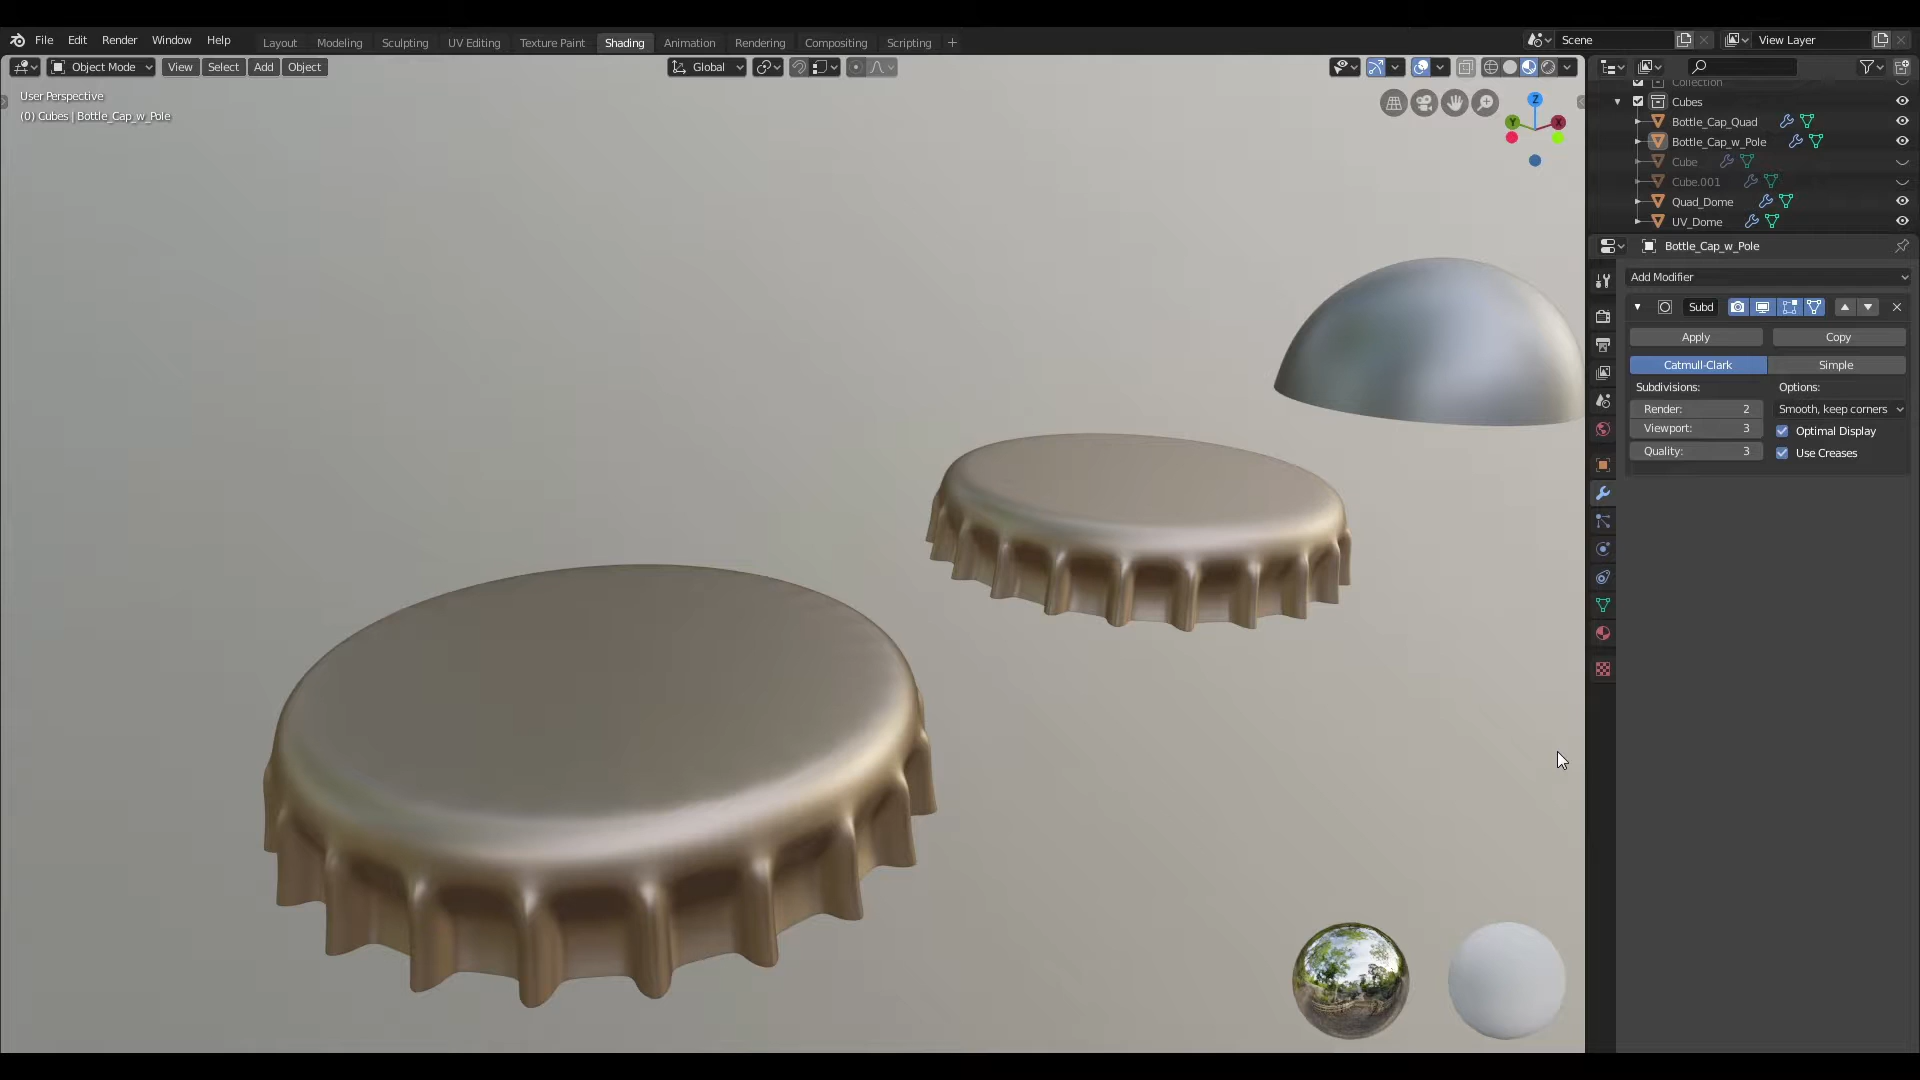 File Edit Render Window Help
Layout Modeling Sculpting UV Editing Texture Paint Shading Animation Rendering Compositing Scripting +
Scene
View Layer
Object Mode View Select Add Object
Global
User Perspective
(0) Cubes | Bottle_Cap_w_Pole
Z
Y
X
Collection
Cubes
Bottle_Cap_Quad
Bottle_Cap_w_Pole
Cube
Cube.001
Quad_Dome
UV_Dome
Bottle_Cap_w_Pole
Add Modifier
Subd
Apply Copy
Catmull-Clark Simple
Subdivisions: Options:
Render: 2 Smooth, keep corners
Viewport: 3 Optimal Display
Quality: 3 Use Creases